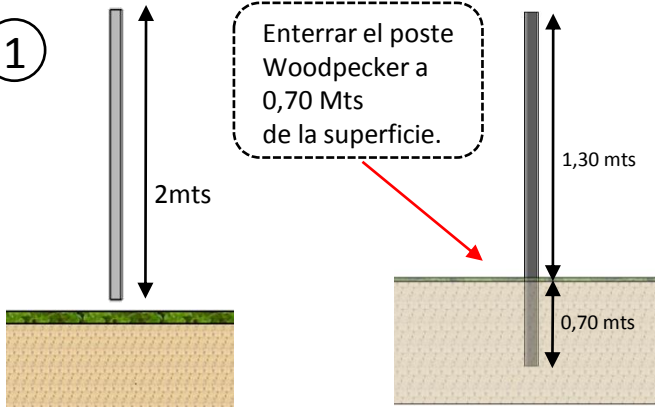 1
2mts
Enterrar el poste
Woodpecker a
0,70 Mts
de la superficie.
1,30 mts
0,70 mts